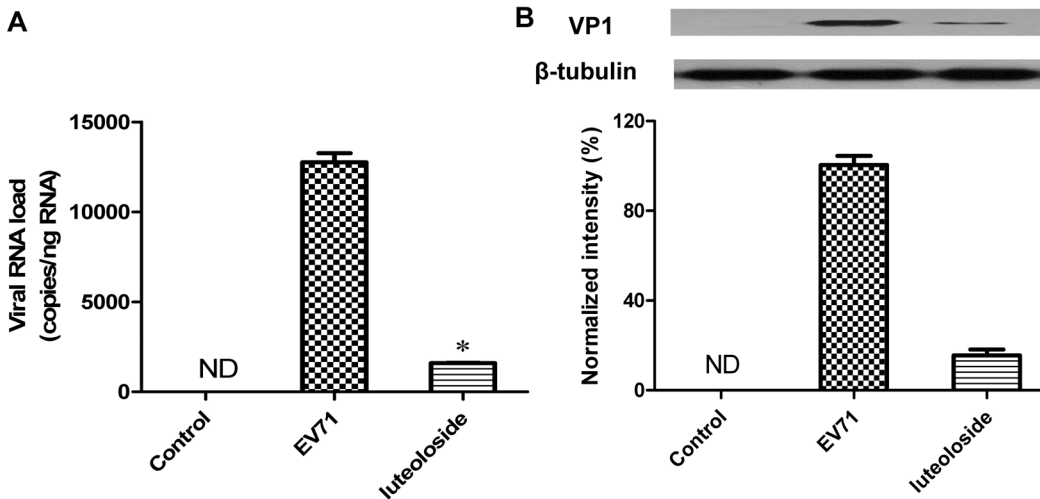 A
Viral RNA load
(copies/ng RNA)
15000
10000
5000
0
ND
*
Control
EV71
luteoloside
B
VP1
β-tubulin
Normalized intensity (%)
120
80
40
0
ND
Control
EV71
luteoloside